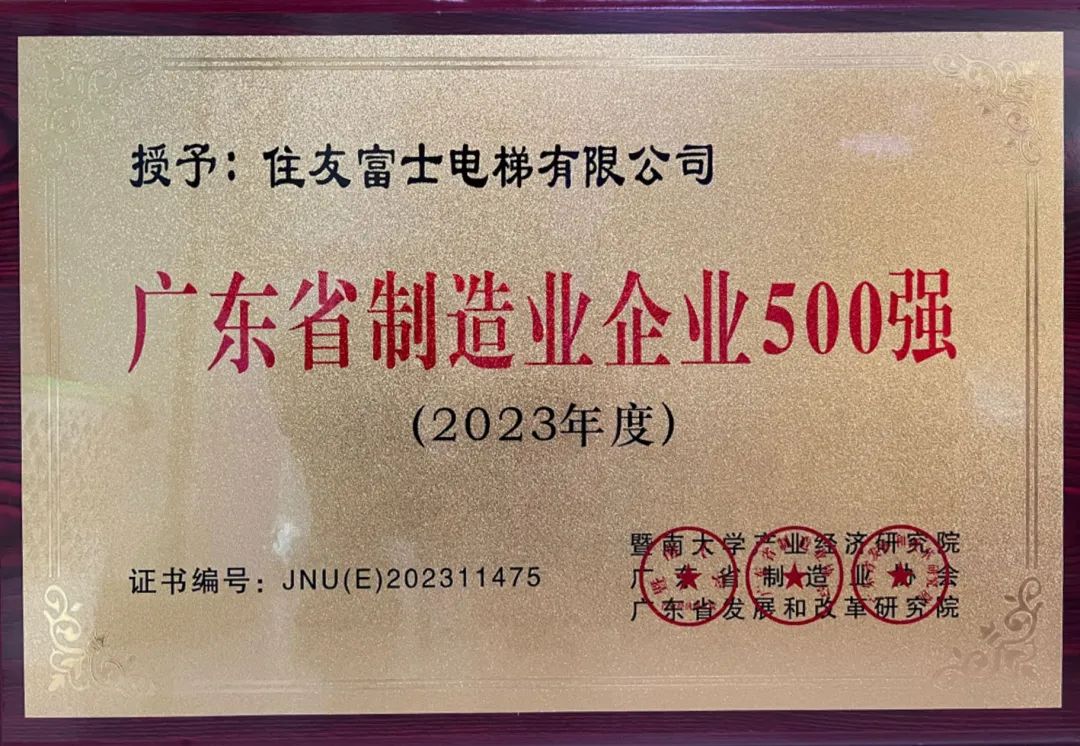 授予：住友富士电梯有限公司
广东省制造业企业500强
(2023年度)
证书编号：JNU(E)202311475
暨南大学产业经济研究院
广东省制造业协会
广东省发展和改革研究院